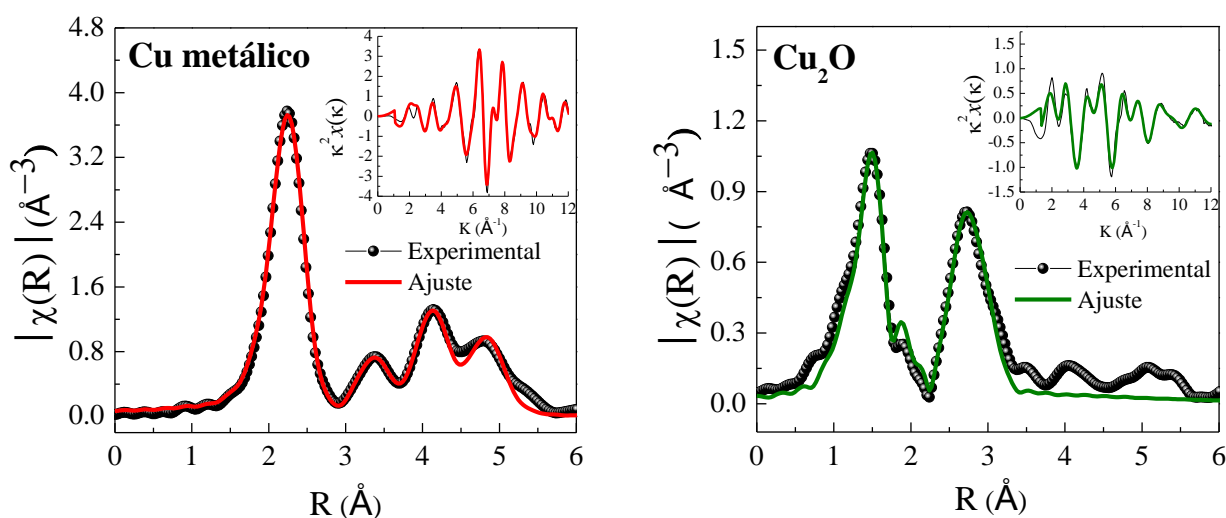 Cu metálico
|χ(R)|(Å⁻³)
4.8
4.0
3.2
2.4
1.6
0.8
0.0
0 1 2 3 4 5 6
R (Å)
κ²x(κ)
4
3
2
1
0
-1
-2
-3
-4
0 2 4 6 8 10 12
K (Å⁻¹)
Experimental
Ajuste
Cu₂O
|χ(R)|( Å⁻³)
1.5
1.2
0.9
0.6
0.3
0.0
0 1 2 3 4 5 6
R (Å)
κ²x(κ)
1.5
1.0
0.5
0.0
-0.5
-1.0
-1.5
0 2 4 6 8 10 12
K (Å⁻¹)
Experimental
Ajuste